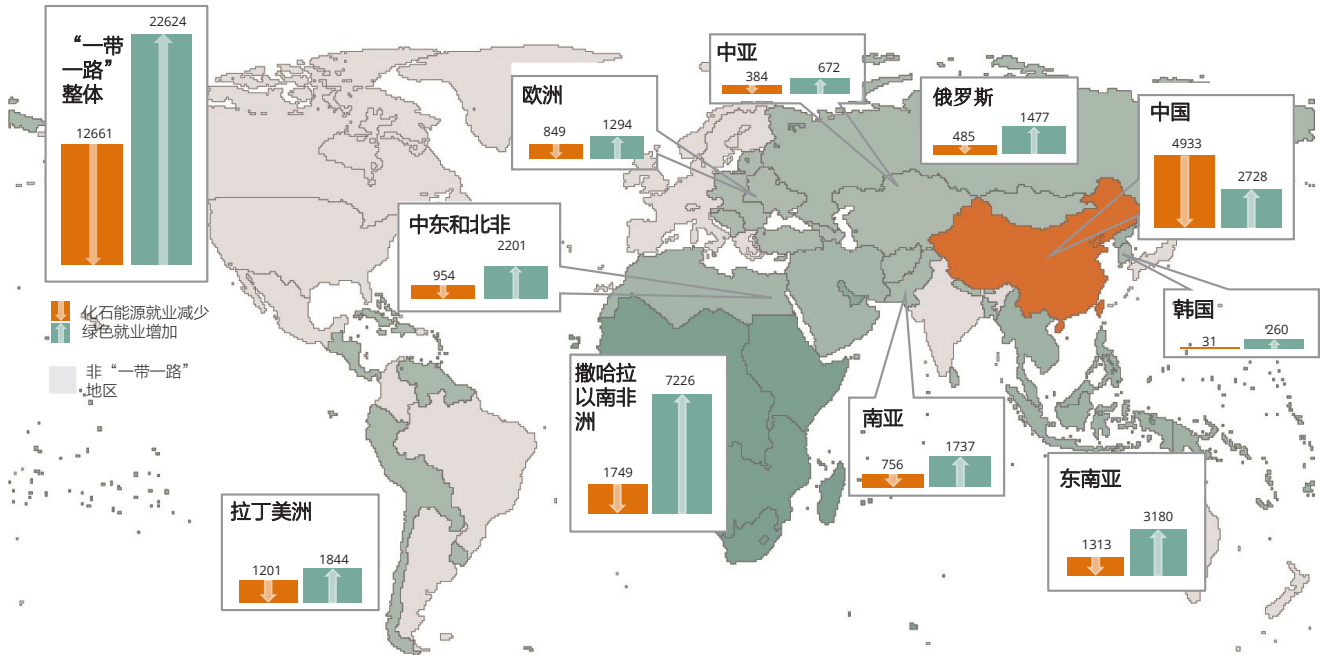 22624
“一带
一路”
整体
12661
化石能源就业减少
绿色就业增加
非“一带一路”
地区
中亚
384
672
欧洲
849
1294
俄罗斯
485
1477
中国
4933
2728
中东和北非
954
2201
韩国
31
260
撒哈拉
以南非
洲
1749
7226
南亚
756
1737
东南亚
1313
3180
拉丁美洲
1201
1844